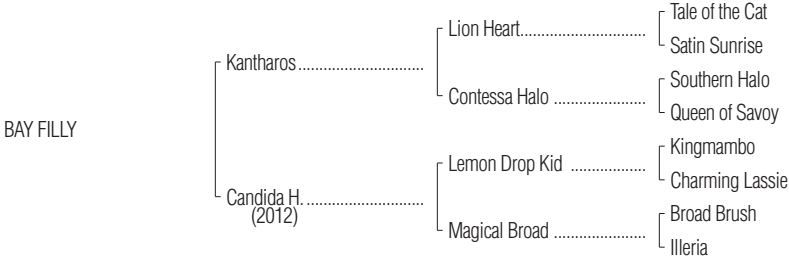 Tale of the Cat
Lion Heart..............................
Satin Sunrise
Kantharos..............................
Southern Halo
Contessa Halo ......................
Queen of Savoy
BAY FILLY
Kingmambo
Lemon Drop Kid ..................
Charming Lassie
Candida H. ............................
(2012)
Broad Brush
Magical Broad ......................
Illeria